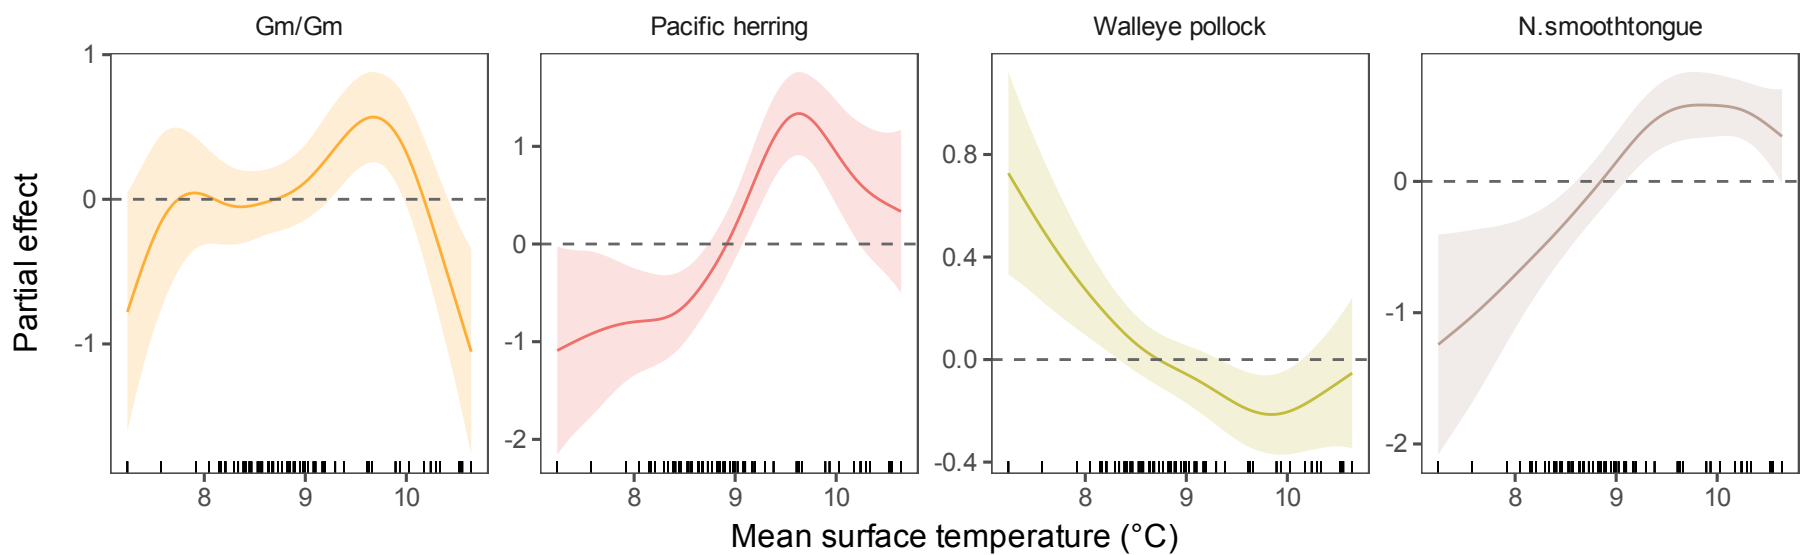 Gm/Gm
Pacific herring
Walleye pollock
N.smoothtongue
Partial effect
1
0
-1
1
0
-1
-2
0.8
0.4
0.0
-0.4
0
-1
-2
8 9 10
8 9 10
8 9 10
8 9 10
Mean surface temperature (°C)